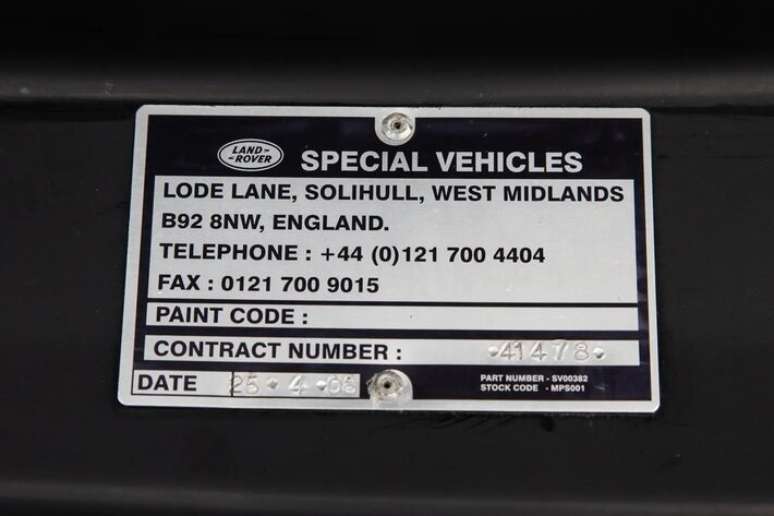 LAND-
-ROVER
SPECIAL VEHICLES
LODE LANE, SOLIHULL, WEST MIDLANDS
B92 8NW, ENGLAND.
TELEPHONE : +44 (0)121 700 4404
FAX : 0121 700 9015
PAINT CODE :
CONTRACT NUMBER : •41478•
DATE 25•4•06
PART NUMBER - SV00382
STOCK CODE - MPS001